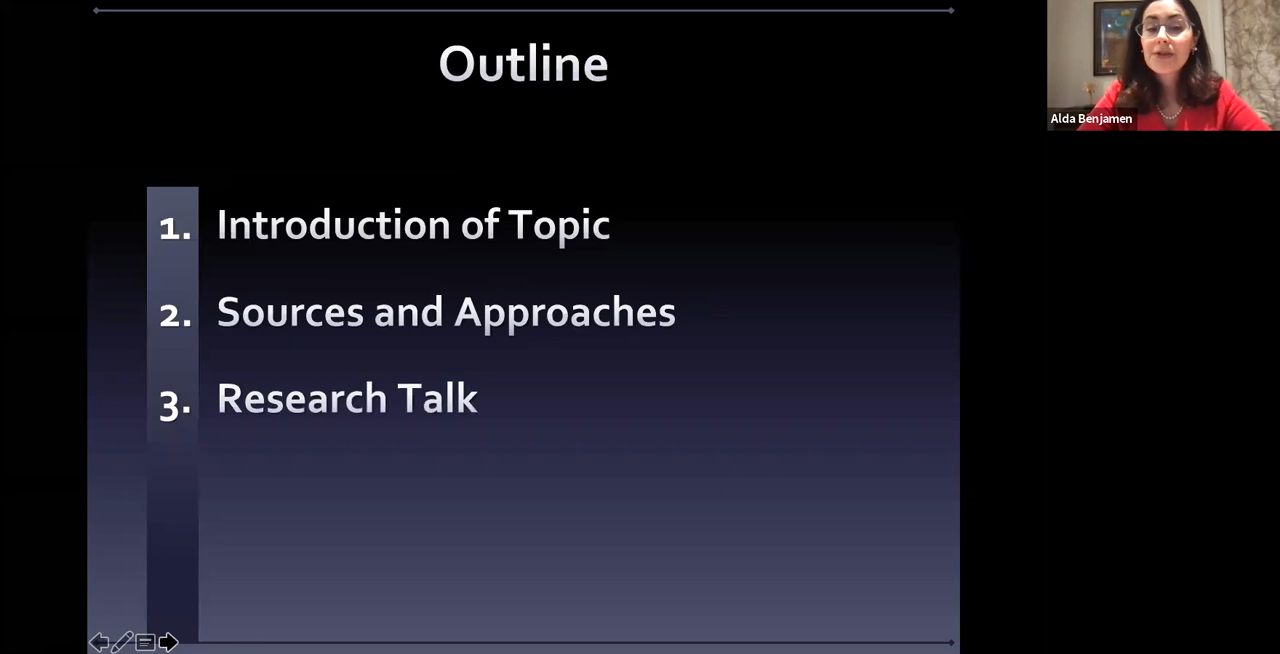 Outline
Alda Benjamen
1. Introduction of Topic
2. Sources and Approaches
3. Research Talk